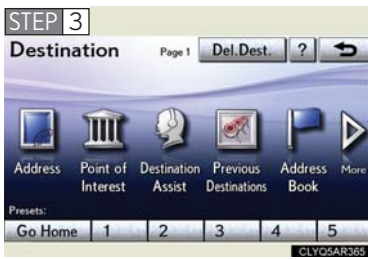 STEP 3
Destination Page 1 Del.Dest. ?
Address Point of Interest Destination Assist Previous Destinations Address Book More
Presets:
Go Home 1 2 3 4 5
CLYQ5AR365